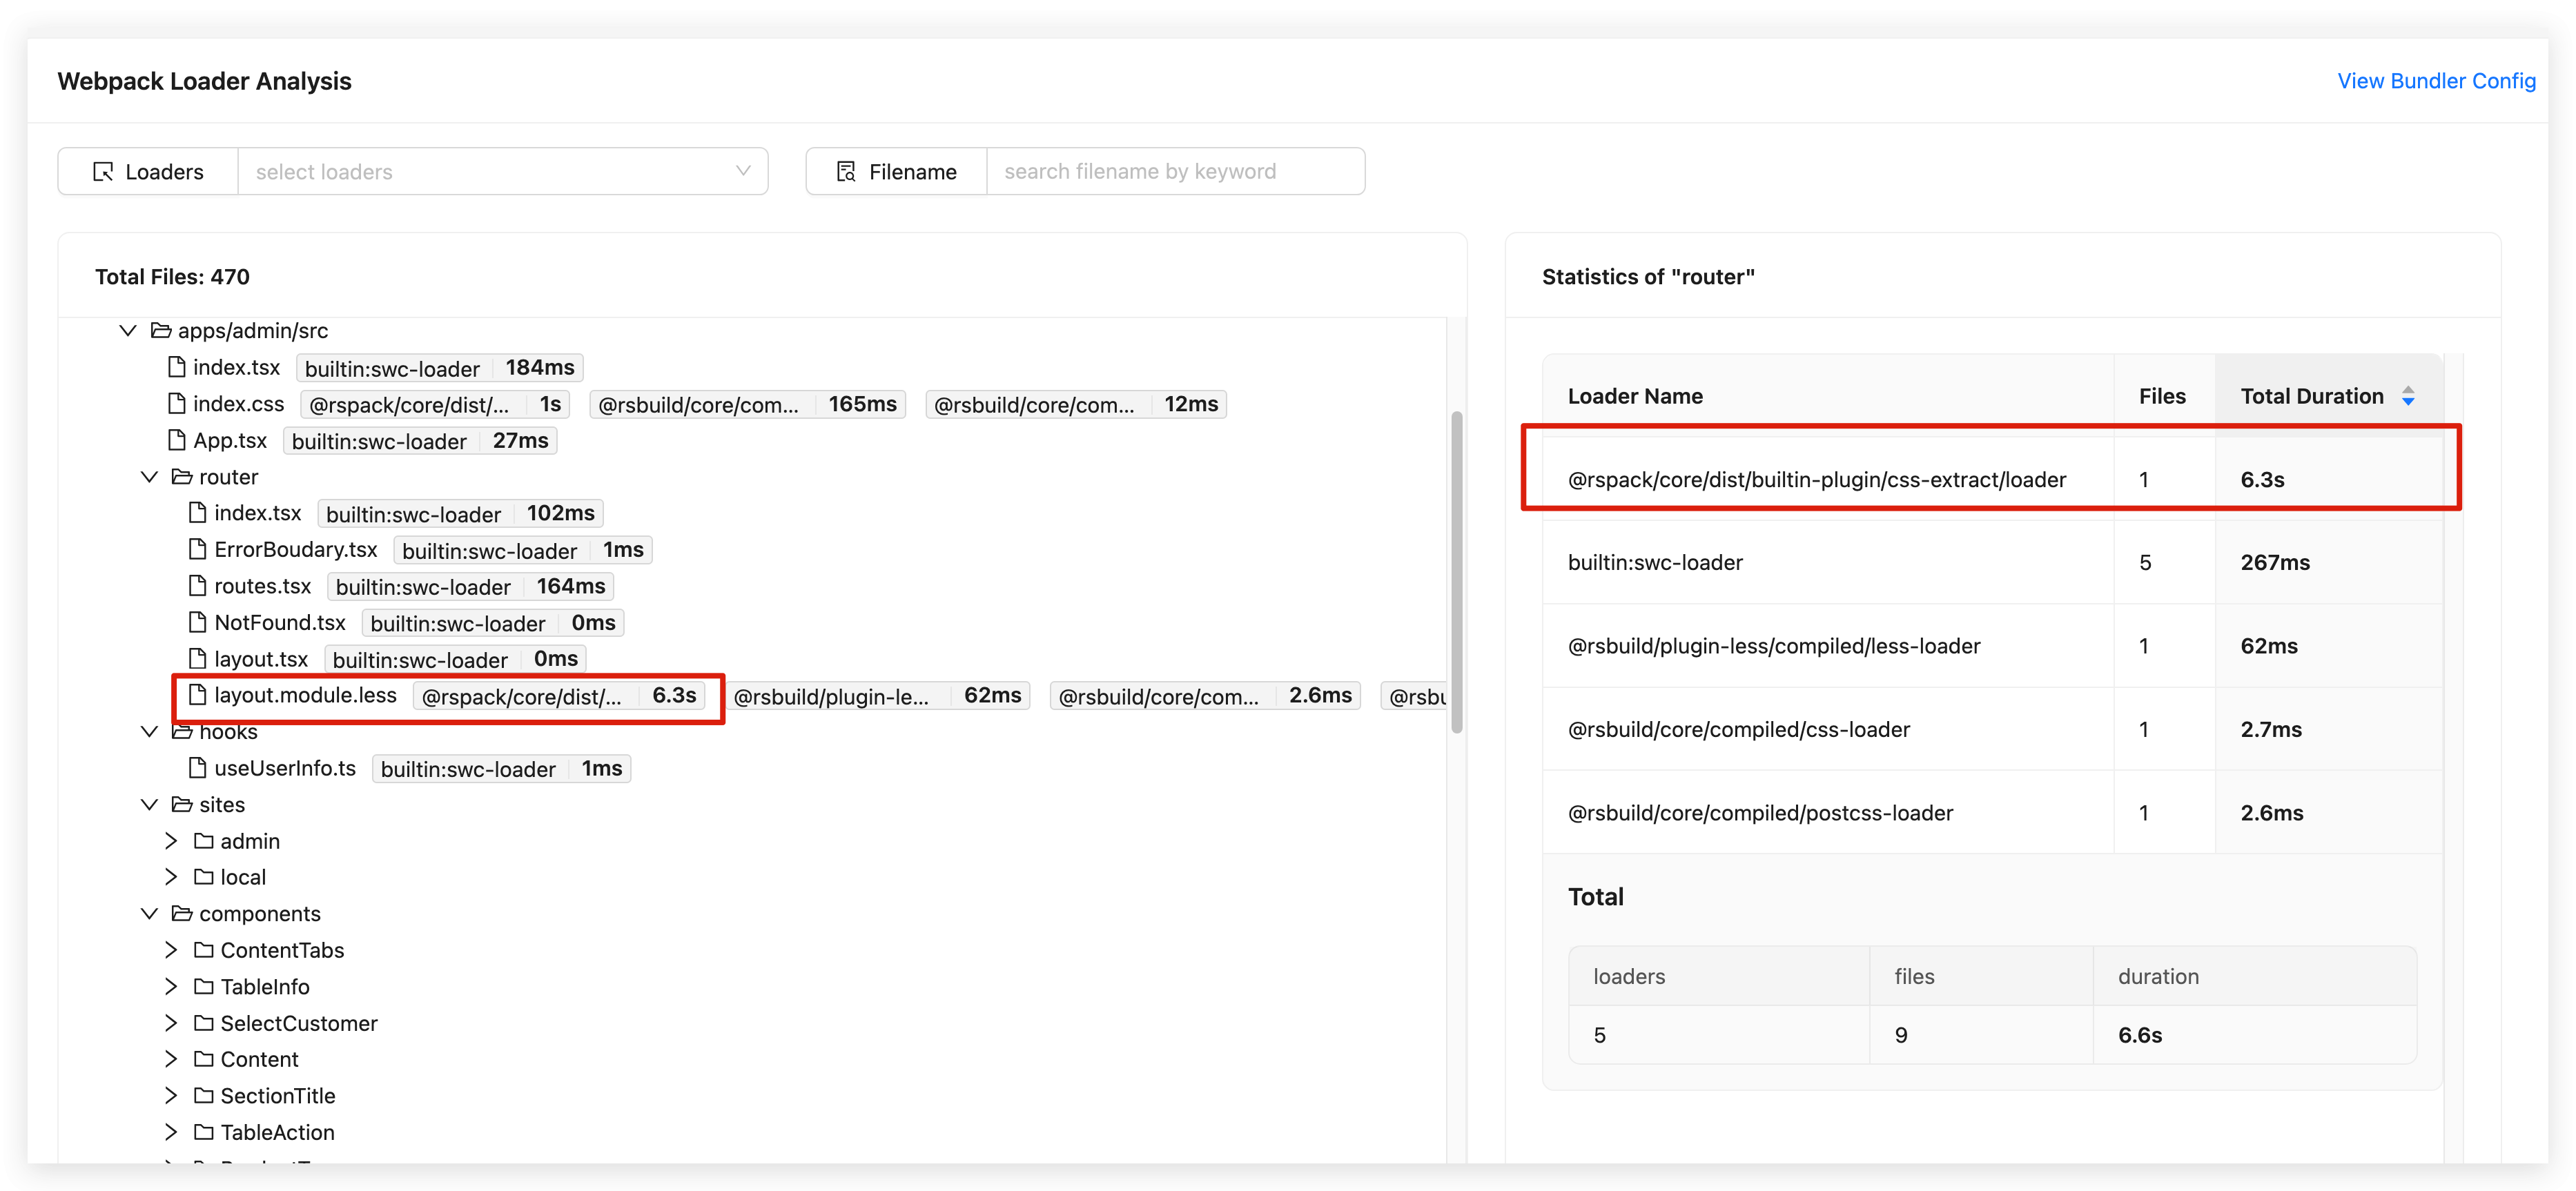 Webpack Loader Analysis
View Bundler Config
Loaders select loaders Filename search filename by keyword
Total Files: 470
apps/admin/src
index.tsx builtin:swc-loader 184ms
index.css @rspack/core/dist/... 1s @rsbuild/core/com... 165ms @rsbuild/core/com... 12ms
App.tsx builtin:swc-loader 27ms
router
index.tsx builtin:swc-loader 102ms
ErrorBoudary.tsx builtin:swc-loader 1ms
routes.tsx builtin:swc-loader 164ms
NotFound.tsx builtin:swc-loader 0ms
layout.tsx builtin:swc-loader 0ms
layout.module.less @rspack/core/dist/... 6.3s @rsbuild/plugin-le... 62ms @rsbuild/core/com... 2.6ms
hooks
useUserInfo.ts builtin:swc-loader 1ms
sites
admin
local
components
ContentTabs
TableInfo
SelectCustomer
Content
SectionTitle
TableAction
Statistics of "router"
Loader Name Files Total Duration
@rspack/core/dist/builtin-plugin/css-extract/loader 1 6.3s
builtin:swc-loader 5 267ms
@rsbuild/plugin-less/compiled/less-loader 1 62ms
@rsbuild/core/compiled/css-loader 1 2.7ms
@rsbuild/core/compiled/postcss-loader 1 2.6ms
Total
loaders files duration
5 9 6.6s